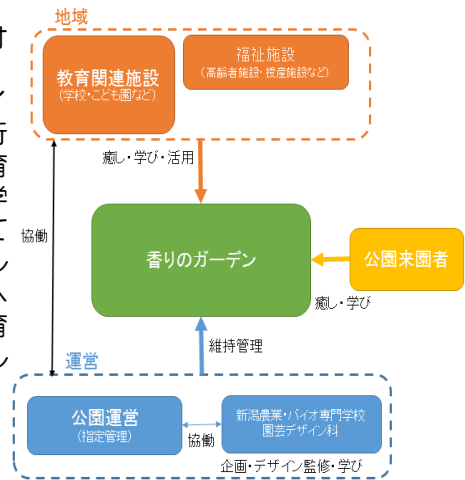 地域
教育関連施設
(学校・こども園など)
福祉施設
(高齢者施設・授産施設など)
癒し・学び・活用
協働
香りのガーデン
公園来園者
癒し・学び
維持管理
運営
公園運営
(指定管理)
協働
新潟農業・バイオ専門学校
園芸デザイン科
企画・デザイン監修・学び